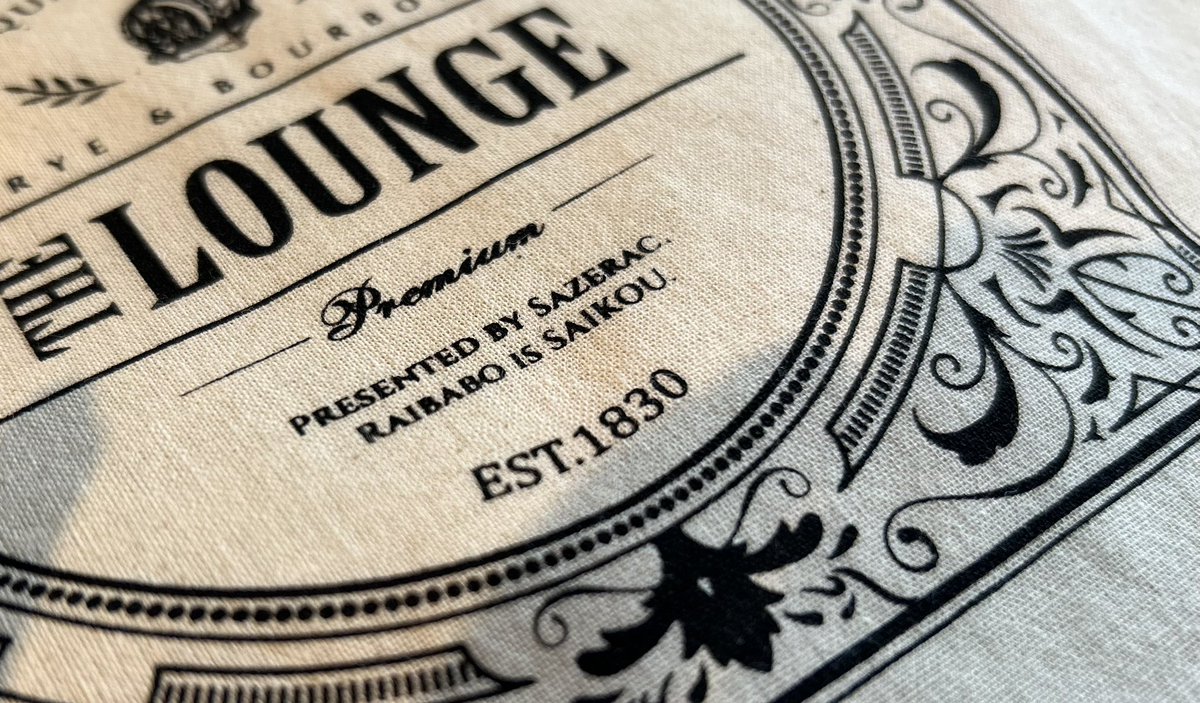 RYE & BOURBO
THE LOUNGE
Premium
PRESENTED BY SAZERAC.
RAIBABO IS SAIKOU.
EST.1830